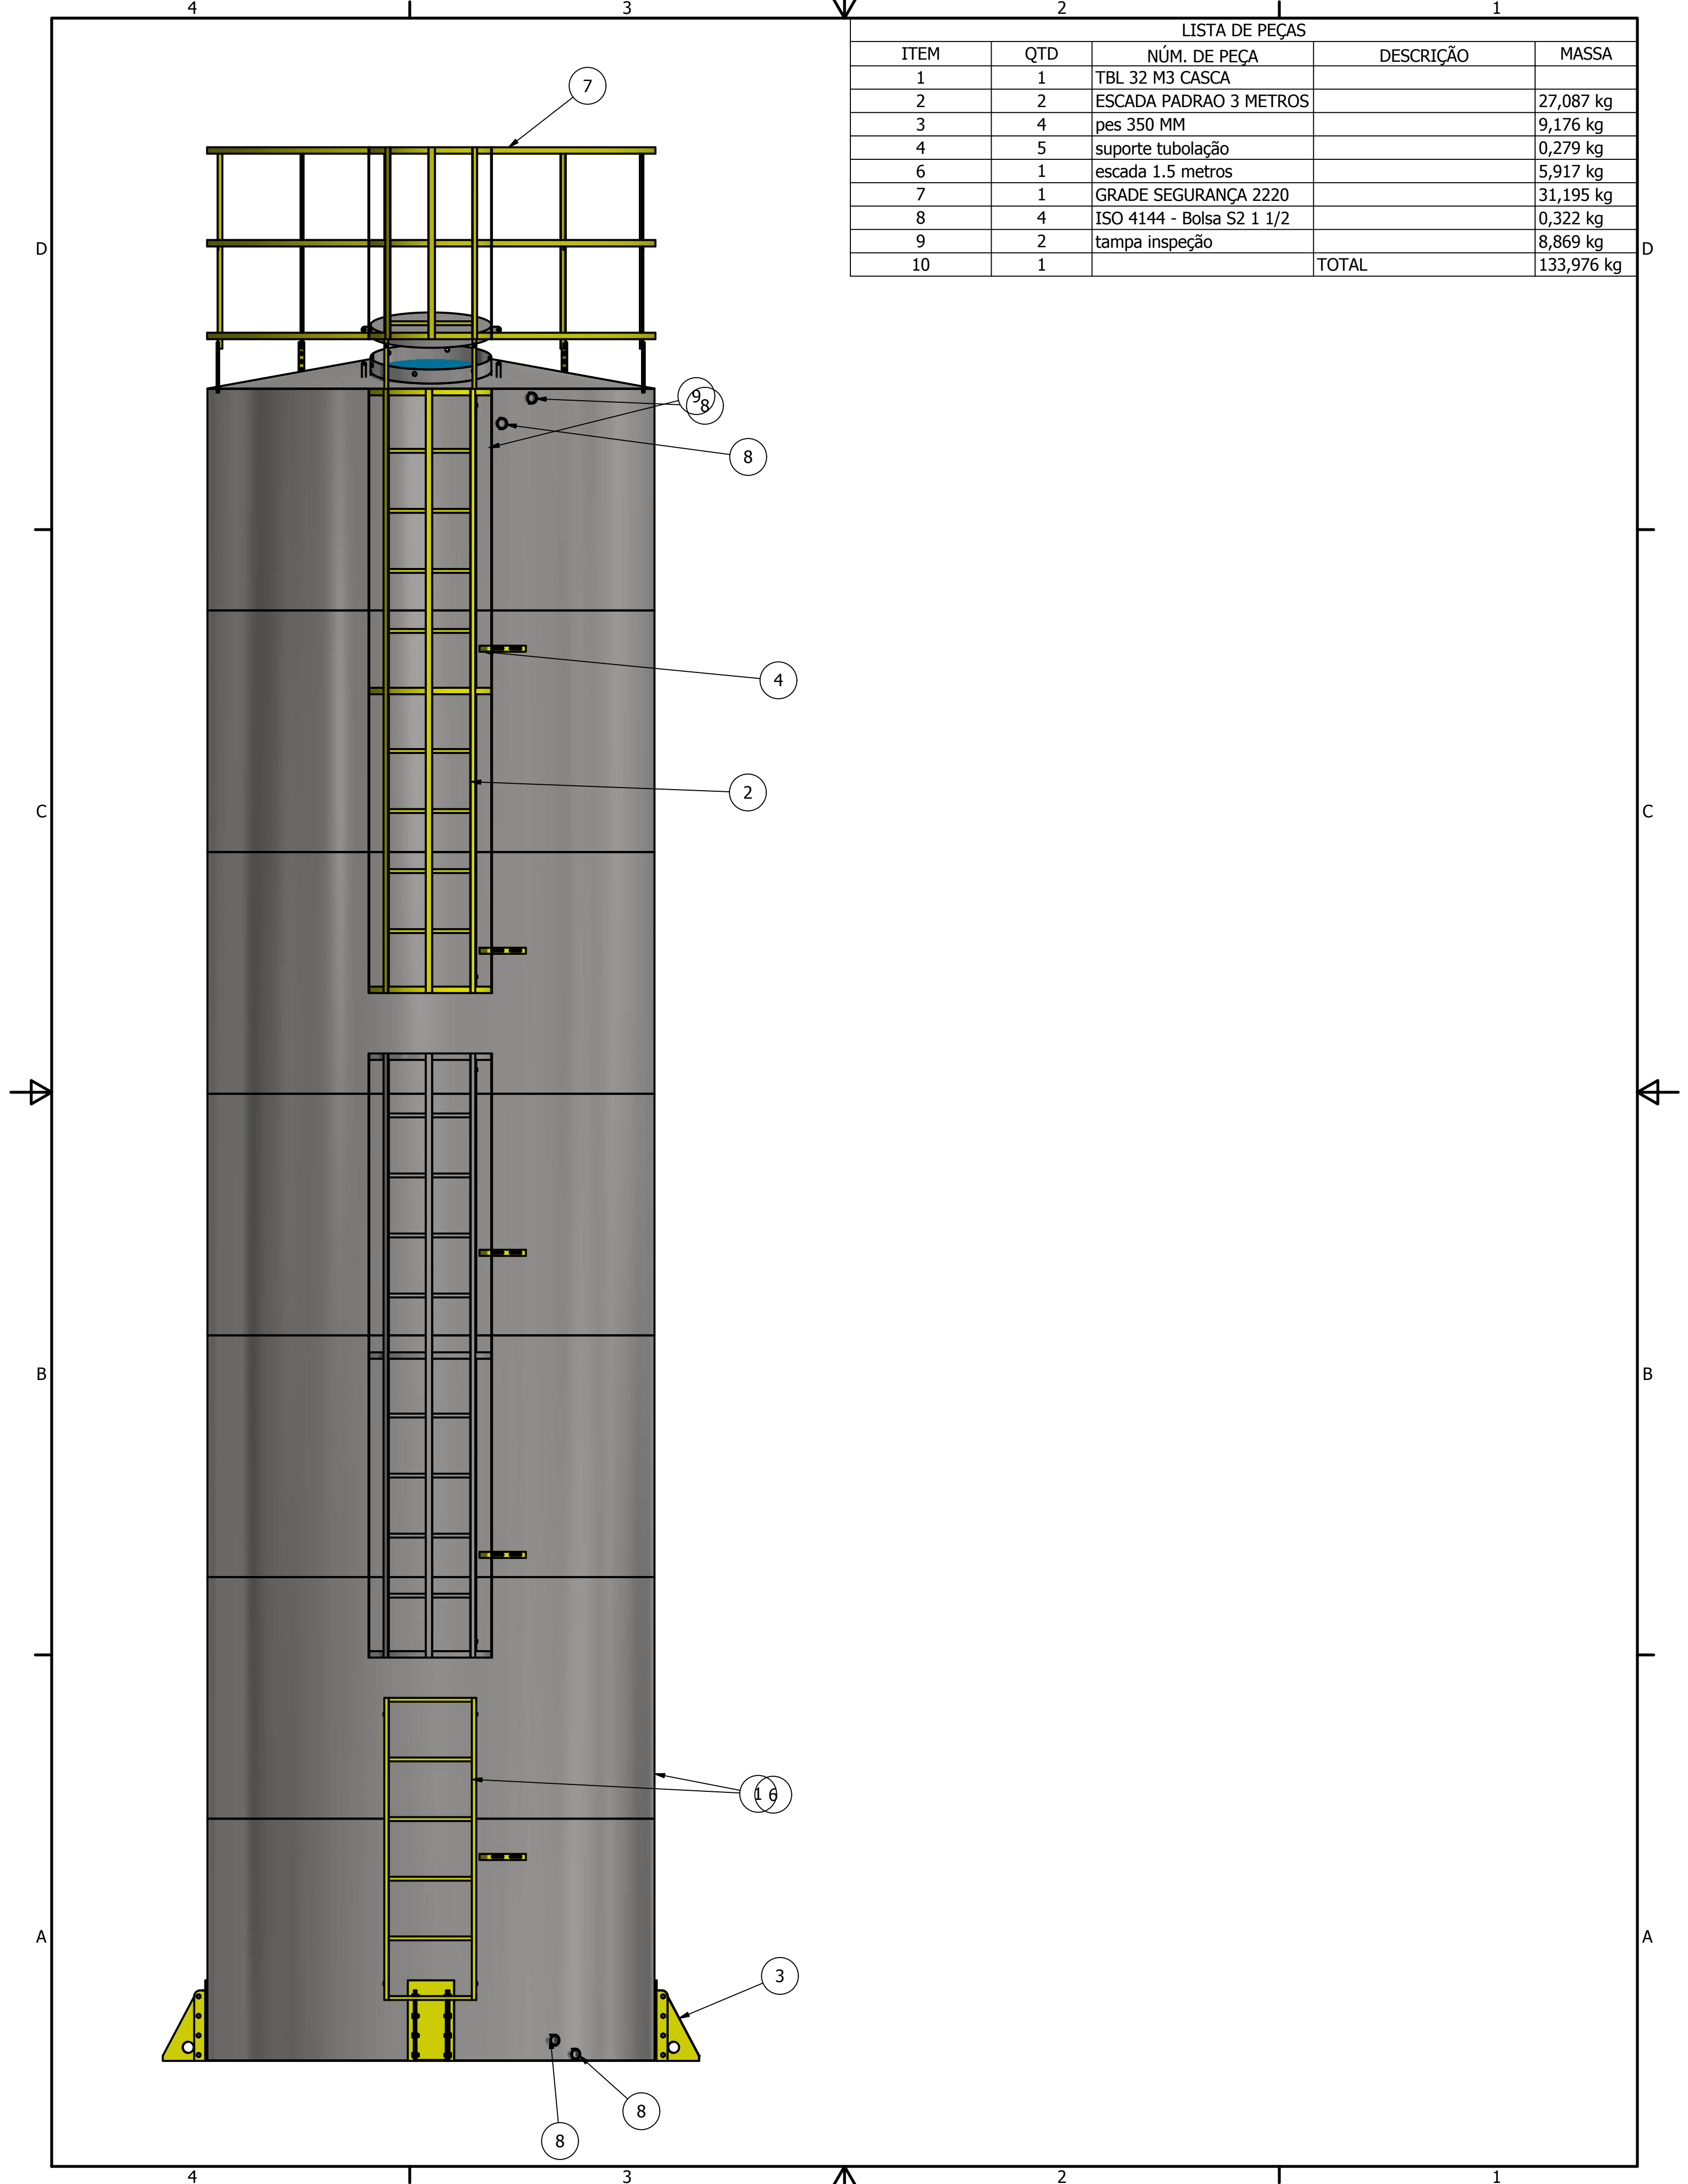 4 3 2 1
LISTA DE PEÇAS
ITEM QTD NÚM. DE PEÇA DESCRIÇÃO MASSA
1 1 TBL 32 M3 CASCA
2 2 ESCADA PADRAO 3 METROS 27,087 kg
3 4 pes 350 MM 9,176 kg
4 5 suporte tubolação 0,279 kg
6 1 escada 1.5 metros 5,917 kg
7 1 GRADE SEGURANÇA 2220 31,195 kg
8 4 ISO 4144 - Bolsa S2 1 1/2 0,322 kg
9 2 tampa inspeção 8,869 kg
10 1 TOTAL 133,976 kg
7
D D
9
8
8
4
2
C C
B B
1 6
A A
3
8
8
4 3 2 1